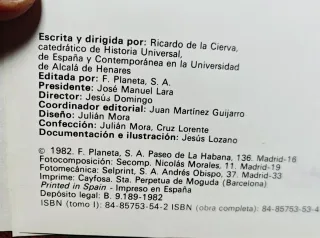 Escrita y dirigida por: Ricardo de la Cierva,
catedrático de Historia Universal,
de España y Contemporánea en la Universidad
de Alcalá de Henares
Editada por: F. Planeta, S. A.
Presidente: José Manuel Lara
Director: Jesús Domingo
Coordinador editorial: Juan Martínez Guijarro
Diseño: Julián Mora
Confección: Julián Mora, Cruz Lorente
Documentación e ilustración: Jesús Lozano
© 1982. F. Planeta, S. A. Paseo de La Habana, 136. Madrid-16
Fotocomposición: Secomp. Nicolás Morales, 11. Madrid-19
Fotomecánica: Selprint, S. A. Andrés Obispo, 37. Madrid-33
Imprime: Cayfosa. Sta. Perpetua de Moguda (Barcelona)
Printed in Spain - Impreso en España
Depósito legal: B. 9.189-1982
ISBN (tomo I): 84-85753-54-2 ISBN (obra completa): 84-85753-53-4